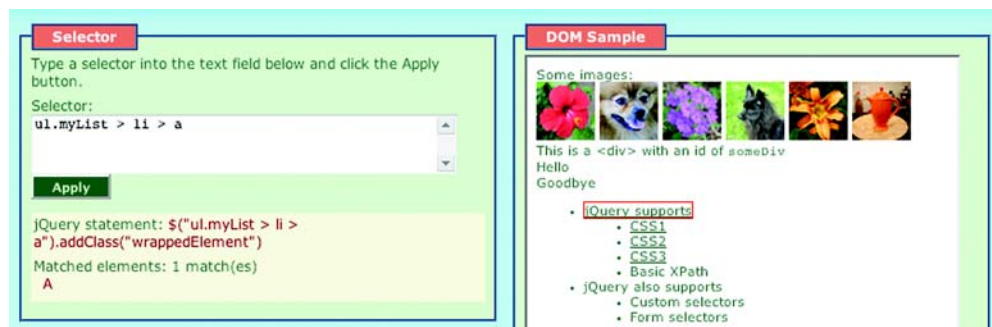 Selector
Type a selector into the text field below and click the Apply
button.
Selector:
ul.myList > li > a
Apply
jQuery statement: $("ul.myList > li >
a").addClass("wrappedElement")
Matched elements: 1 match(es)
A
DOM Sample
Some images:
This is a <div> with an id of someDiv
Hello
Goodbye
• jQuery supports
• CSS1
• CSS2
• CSS3
• Basic XPath
• jQuery also supports
• Custom selectors
• Form selectors